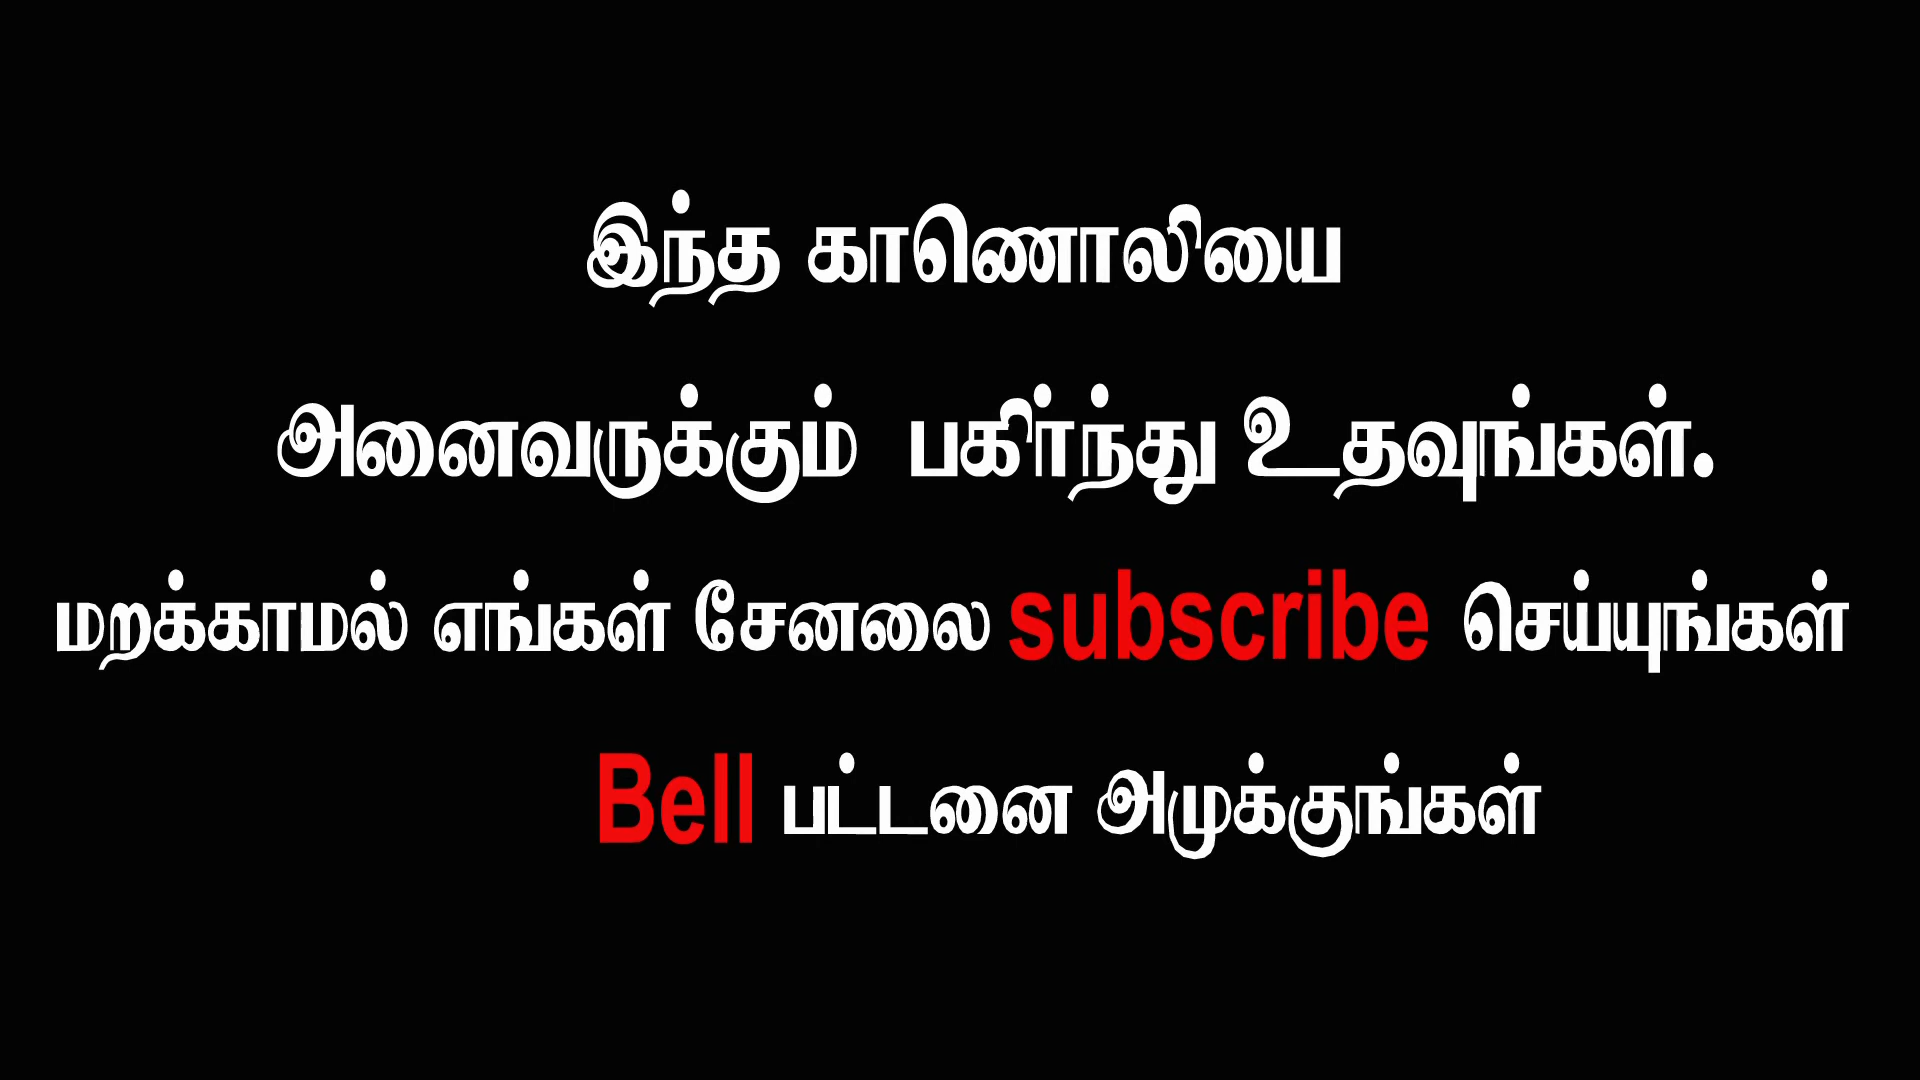 இந்த காணொலியை
அனைவருக்கும் பகிர்ந்து உதவுங்கள்.
மறக்காமல் எங்கள் சேனலை subscribe செய்யுங்கள்
Bell பட்டனை அழுக்குங்கள்